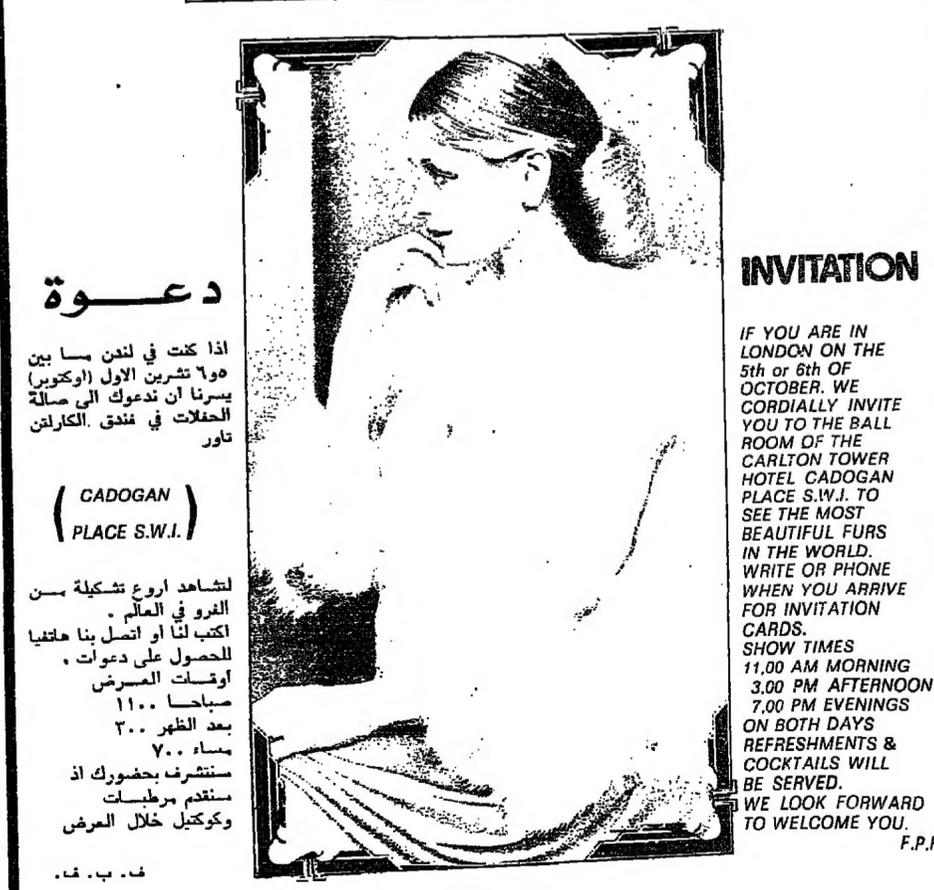 دعـــوة
اذا كنت في لندن مـــا بين
٥و٦ تشرين الاول (اوكتوبر)
يسرنا أن ندعوك الى صالة
الحفلات في فندق .الكارلتن
تاور
(CADOGAN
PLACE S.W.I.)
لتشاهد اروع تشكيلة مــن
الفرو في العالم .
اكتب لنا أو اتصل بنا هاتفيا
للحصول على دعوات .
أوقــات العــرض
صباحــا ١١٠٠
بعد الظهر ٣٠٠
مساء ٧٠٠
سنتشرف بحضورك اذ
سنقدم مرطبــات
وكوكتيل خلال العرض
ف. ب. ف.
INVITATION
IF YOU ARE IN
LONDON ON THE
5th or 6th OF
OCTOBER. WE
CORDIALLY INVITE
YOU TO THE BALL
ROOM OF THE
CARLTON TOWER
HOTEL CADOGAN
PLACE S.W.I. TO
SEE THE MOST
BEAUTIFUL FURS
IN THE WORLD.
WRITE OR PHONE
WHEN YOU ARRIVE
FOR INVITATION
CARDS.
SHOW TIMES
11,00 AM MORNING
3.00 PM AFTERNOON
7,00 PM EVENINGS
ON BOTH DAYS
REFRESHMENTS &
COCKTAILS WILL
BE SERVED.
WE LOOK FORWARD
TO WELCOME YOU.